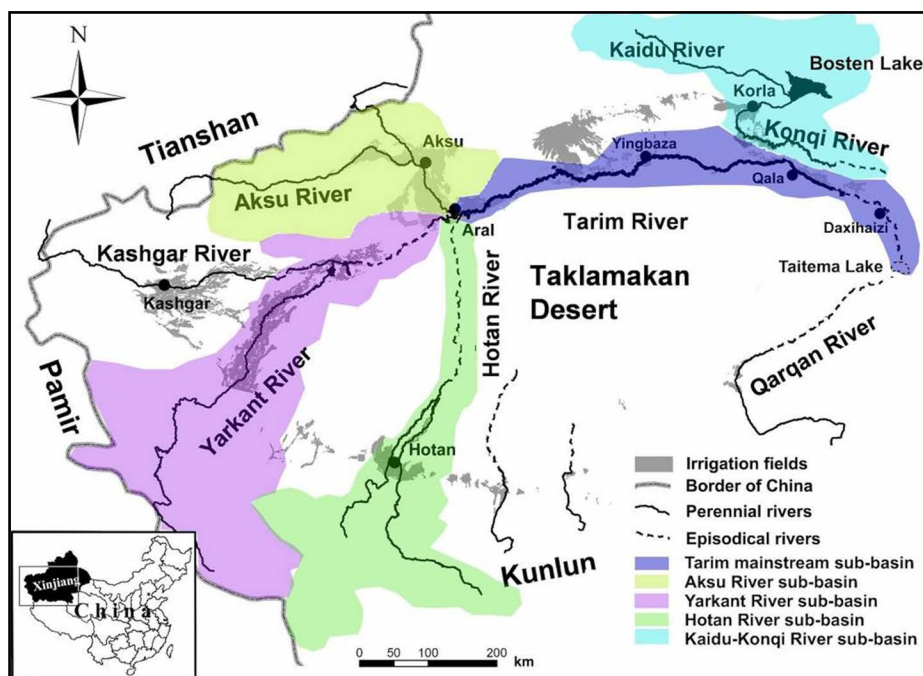 N
Kaidu River
Bosten Lake
Korla
Konqi River
Tianshan
Aksu
Yingbaza
Qala
Aksu River
Aral
Tarim River
Daxihaizi
Kashgar River
Kashgar
Taitema Lake
Hotan River
Taklamakan
Desert
Qarqan River
Pamir
Yarkant River
Hotan
Kunlun
Irrigation fields
Border of China
Perennial rivers
Episodical rivers
Tarim mainstream sub-basin
Aksu River sub-basin
Yarkant River sub-basin
Hotan River sub-basin
Kaidu-Konqi River sub-basin
Xinjiang
China
0 50 100 200
km